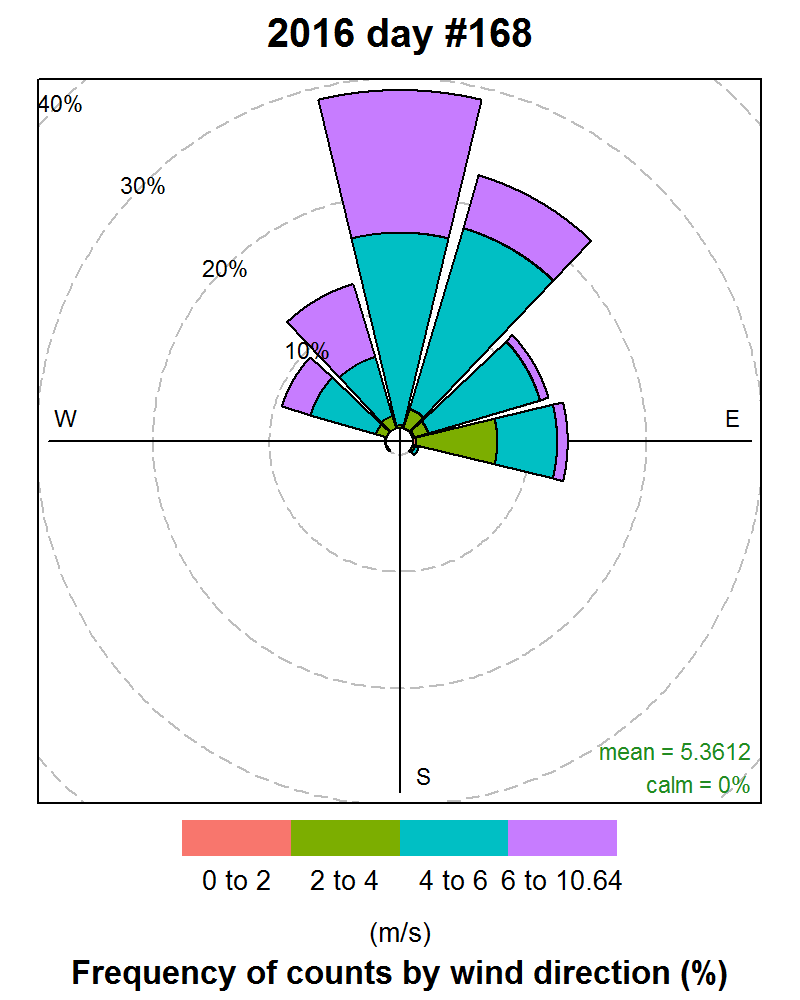 2016 day #168
40%
30%
20%
10%
W
E
S
mean = 5.3612
calm = 0%
0 to 2 2 to 4 4 to 6 6 to 10.64
(m/s)
Frequency of counts by wind direction (%)